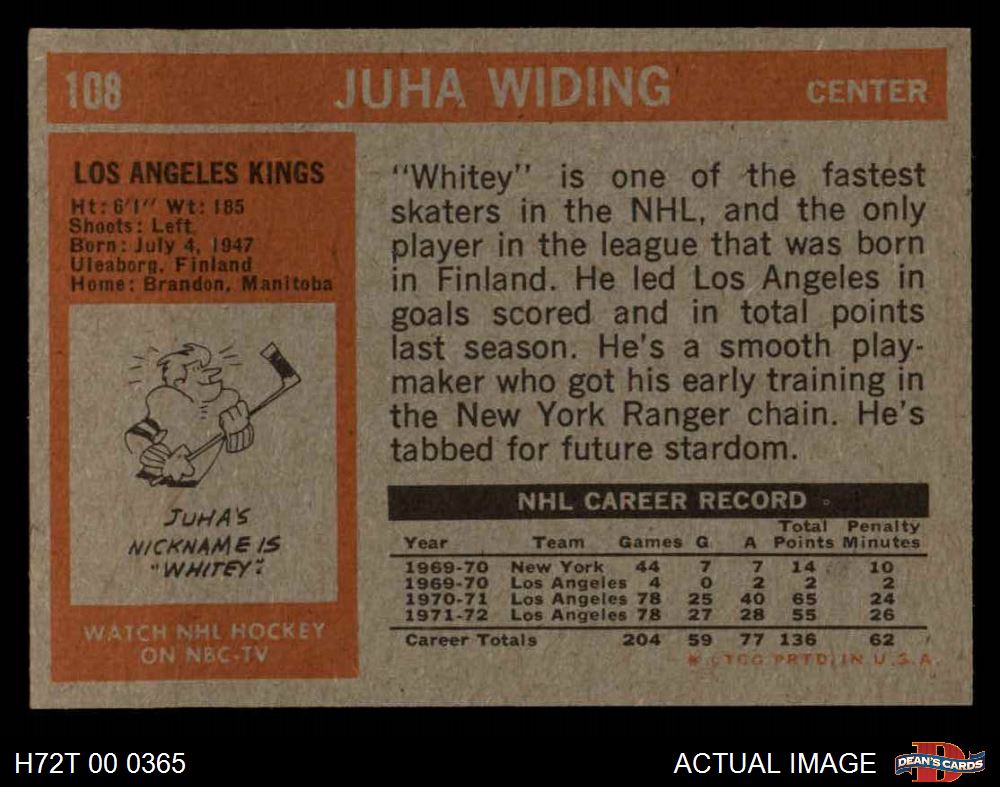 108 JUHA WIDING CENTER
LOS ANGELES KINGS
Ht: 6'1" Wt: 185
Shoots: Left
Born: July 4, 1947
Uleaborg, Finland
Home: Brandon, Manitoba
JUHA'S
NICKNAME IS
"WHITEY".
WATCH NHL HOCKEY
ON NBC-TV
"Whitey" is one of the fastest
skaters in the NHL, and the only
player in the league that was born
in Finland. He led Los Angeles in
goals scored and in total points
last season. He's a smooth play-
maker who got his early training in
the New York Ranger chain. He's
tabbed for future stardom.
NHL CAREER RECORD
Total Penalty
Year Team Games G A Points Minutes
1969-70 New York 44 7 7 14 10
1969-70 Los Angeles 4 0 2 2 2
1970-71 Los Angeles 78 25 40 65 24
1971-72 Los Angeles 78 27 28 55 26
Career Totals 204 59 77 136 62
* © TCG PRTD. IN U.S.A.
H72T 00 0365 ACTUAL IMAGE D DEAN'S CARDS